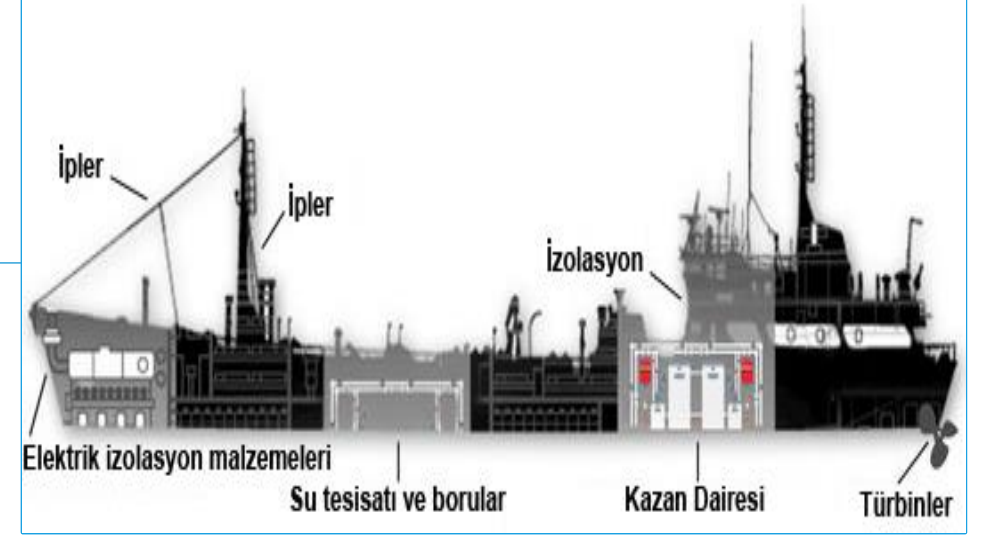 İpler
İpler
İzolasyon
Elektrik izolasyon malzemeleri
Su tesisatı ve borular
Kazan Dairesi
Türbinler